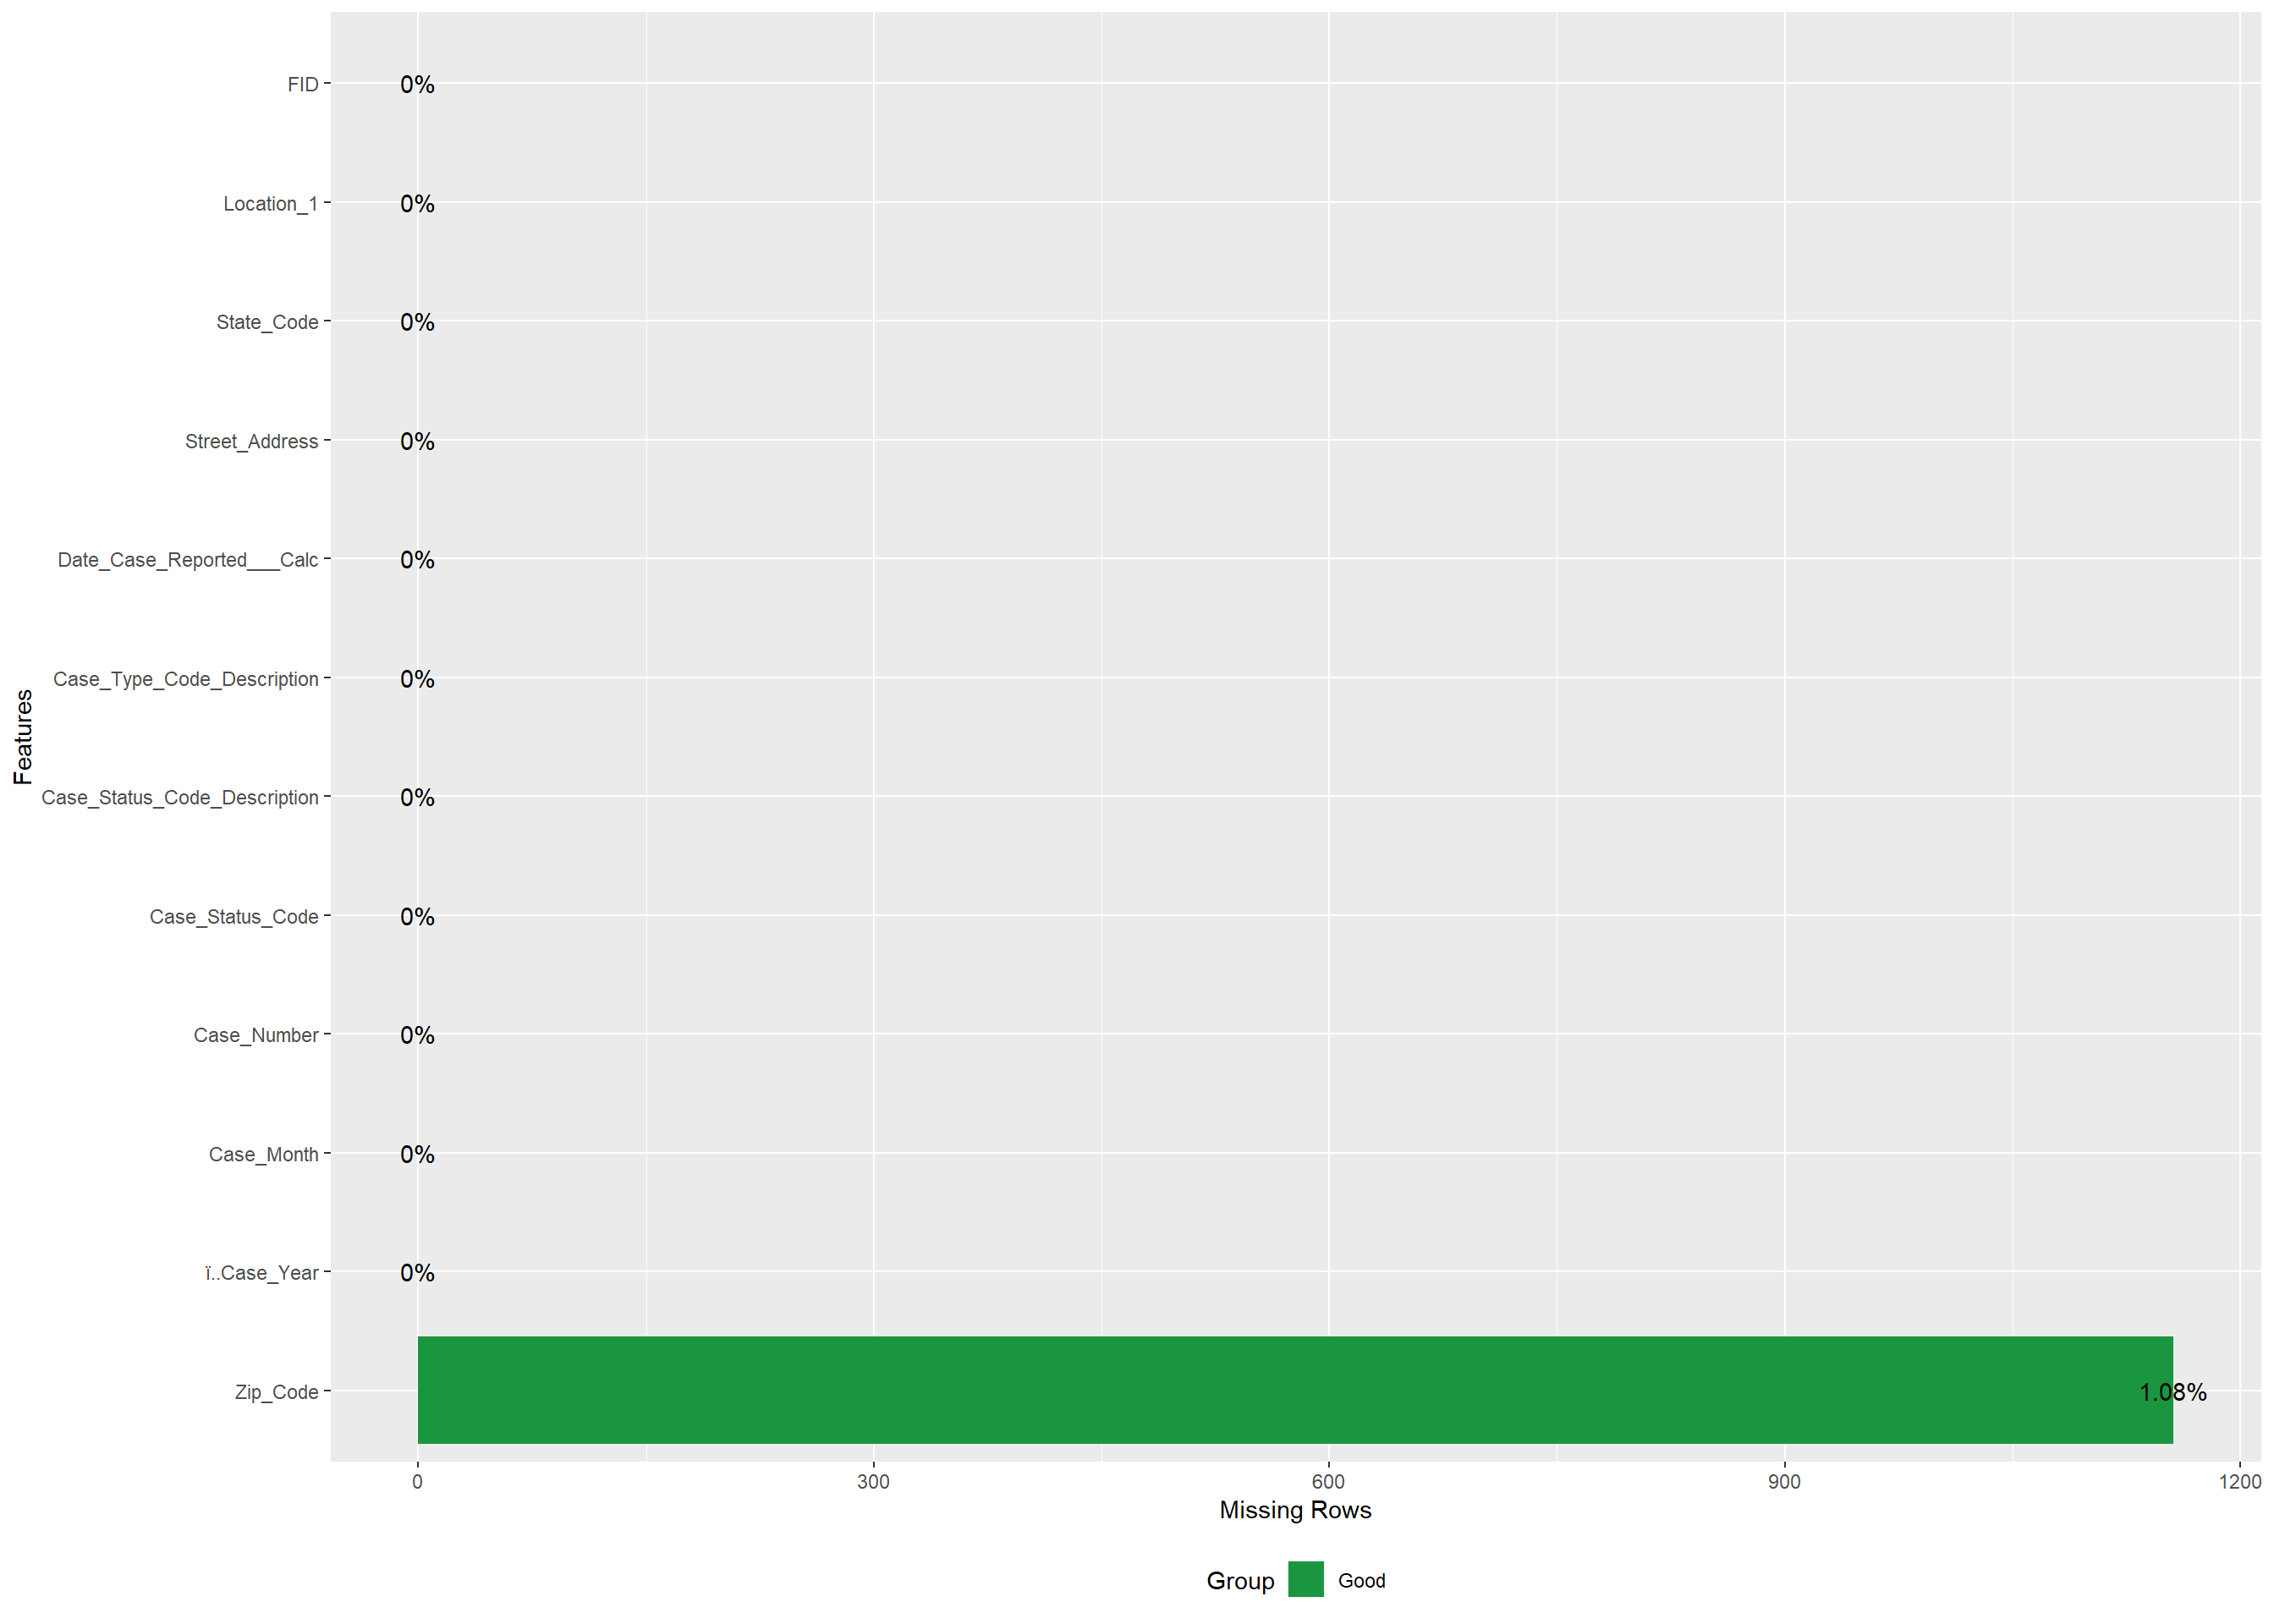 FID 0%
Location_1 0%
State_Code 0%
Street_Address 0%
Date_Case_Reported___Calc 0%
Case_Type_Code_Description 0%
Features
Case_Status_Code_Description 0%
Case_Status_Code 0%
Case_Number 0%
Case_Month 0%
ï..Case_Year 0%
Zip_Code 1.08%
0 300 600 900 1200
Missing Rows
Group Good